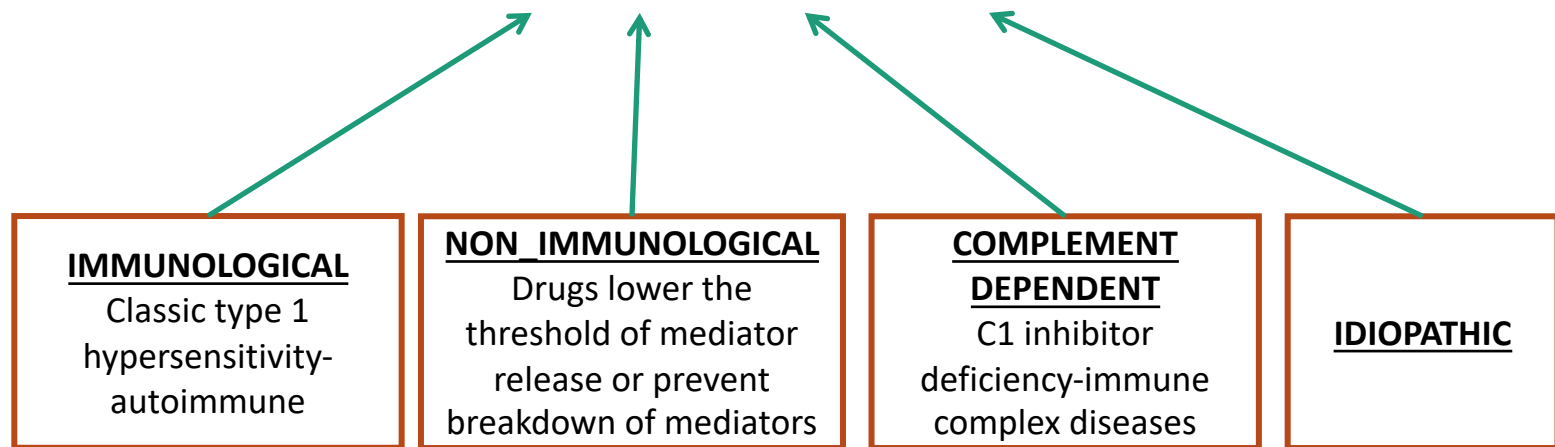 IMMUNOLOGICAL
Classic type 1
hypersensitivity-
autoimmune
NON_IMMUNOLOGICAL
Drugs lower the
threshold of mediator
release or prevent
breakdown of mediators
COMPLEMENT
DEPENDENT
C1 inhibitor
deficiency-immune
complex diseases
IDIOPATHIC